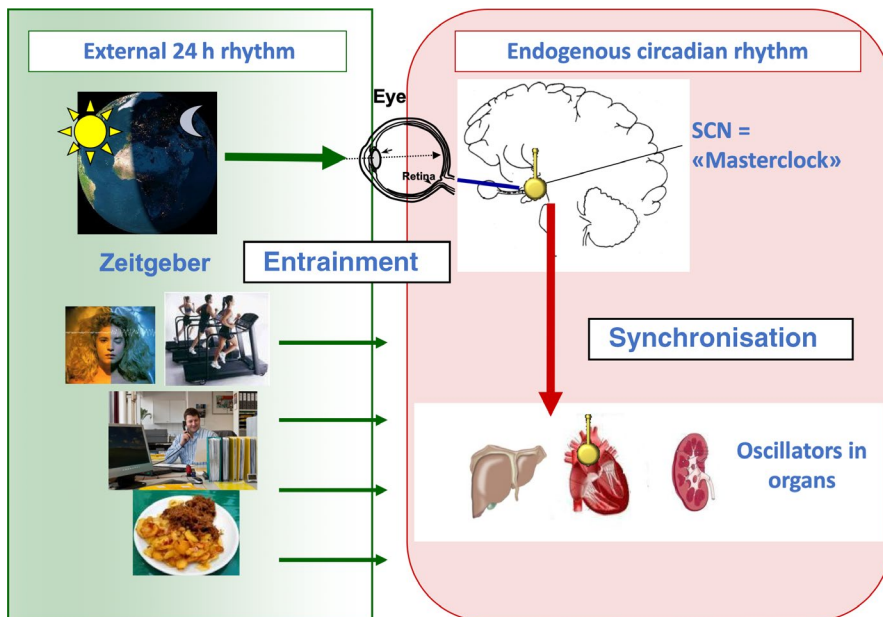 External 24 h rhythm
Endogenous circadian rhythm
Eye
Retina
SCN =
«Masterclock»
Zeitgeber
Entrainment
Synchronisation
Oscillators in
organs